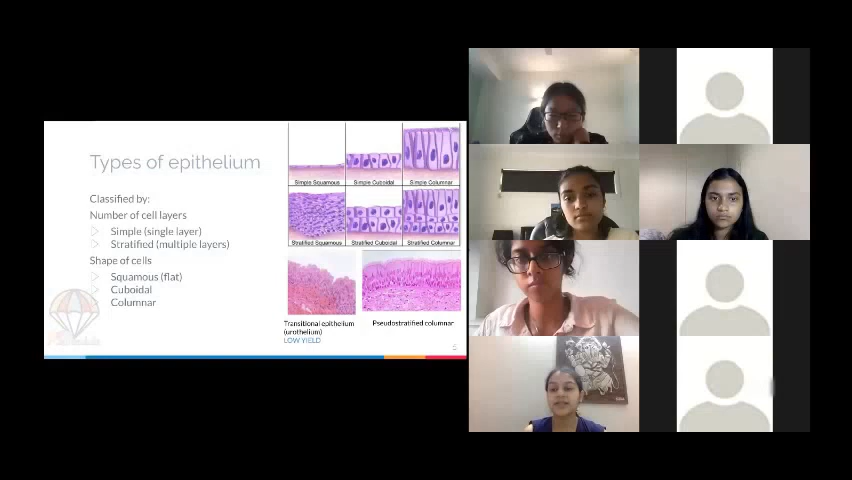 Types of epithelium
Classified by:
Number of cell layers
Simple (single layer)
Stratified (multiple layers)
Shape of cells
Squamous (flat)
Cuboidal
Columnar
Simple Squamous
Simple Cuboidal
Simple Columnar
Stratified Squamous
Stratified Cuboidal
Stratified Columnar
Transitional epithelium
(urothelium)
LOW YIELD
Pseudostratified columnar
5